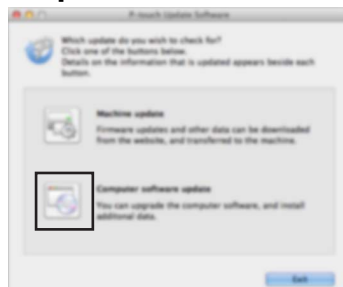 P-touch Update Software
Which update do you wish to check for?
Click one of the buttons below.
Details on the information that is updated appears beside each
button.
Machine update
Firmware updates and other data can be downloaded
from the website, and transferred to the machine.
Computer software update
You can upgrade the computer software, and install
additional data.
Exit